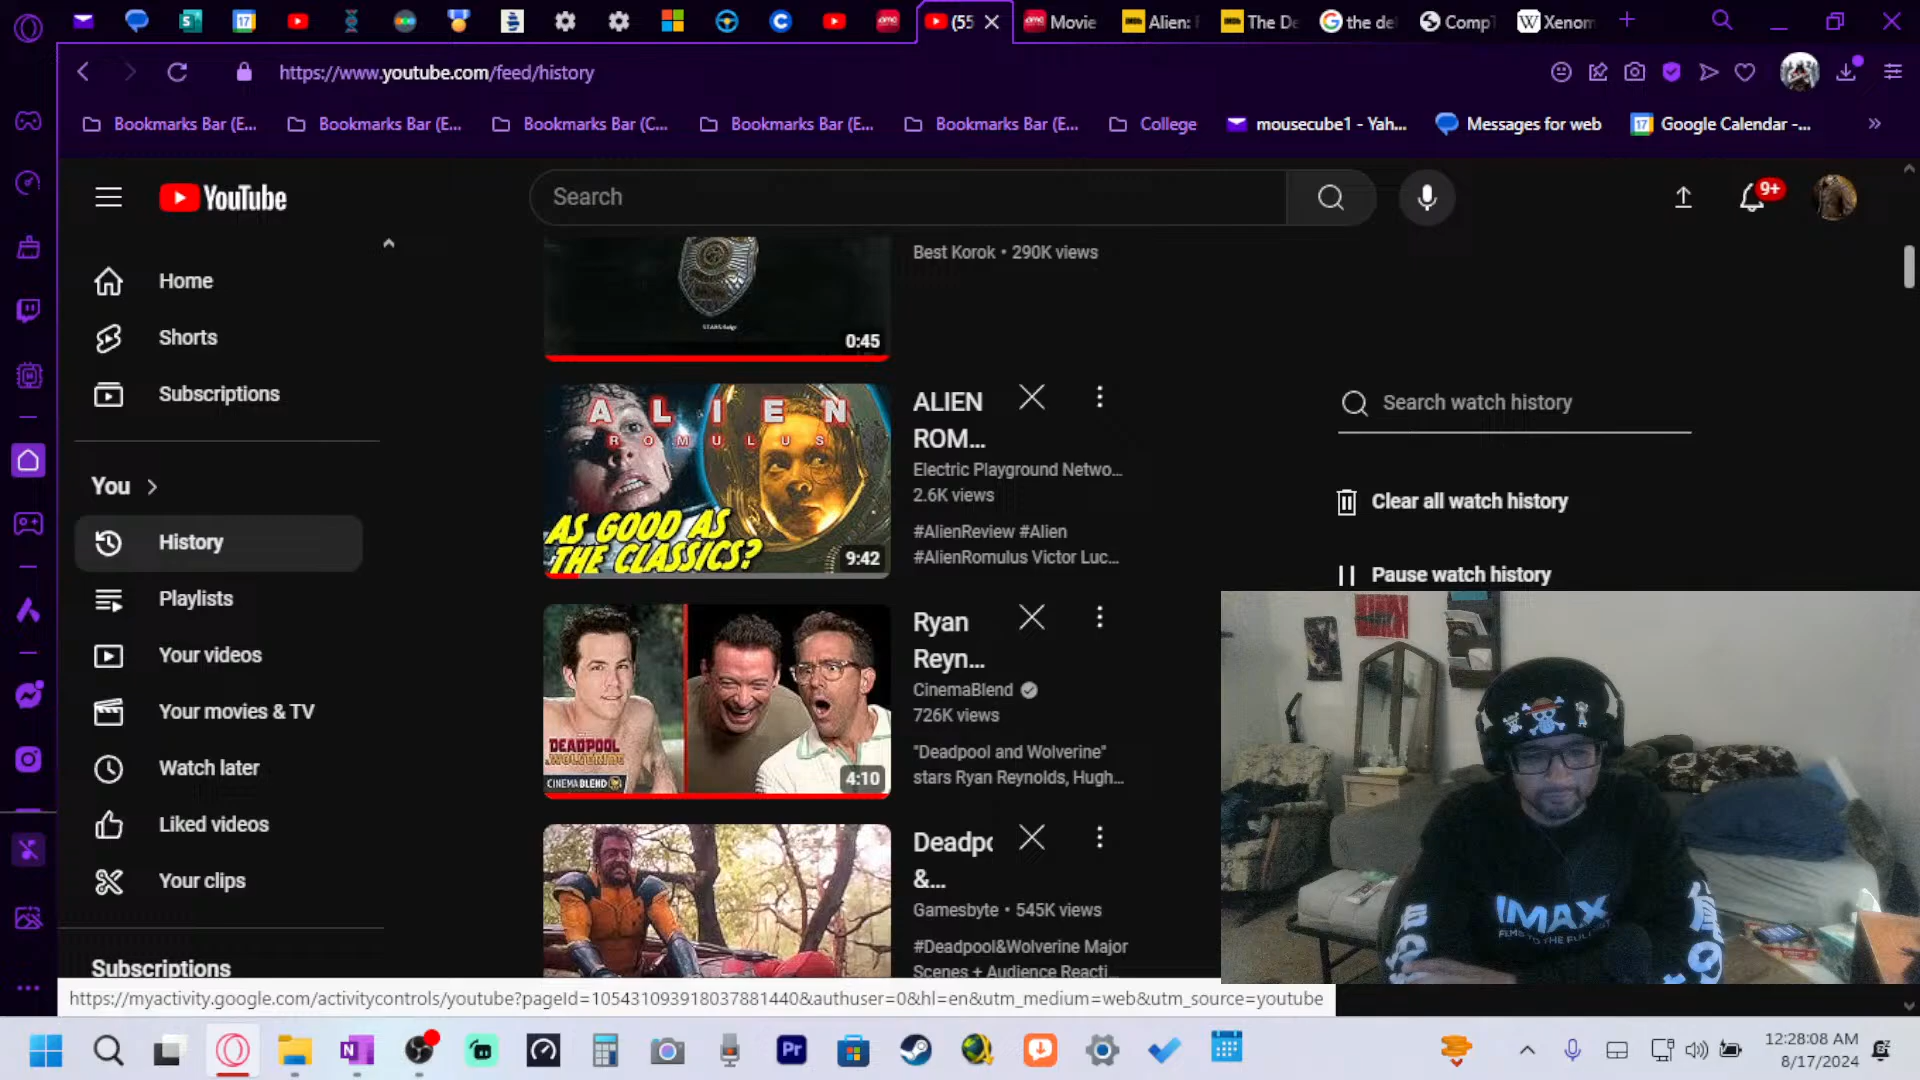 (55
Movie
Alien: F
The De
the de
CompT
Xenom
https://www.youtube.com/feed/history
Bookmarks Bar (E...
Bookmarks Bar (E...
Bookmarks Bar (C...
Bookmarks Bar (E...
Bookmarks Bar (E...
College
mousecube1 - Yah...
Messages for web
Google Calendar -...
YouTube
Search
9+
Home
Shorts
Subscriptions
You
History
Playlists
Your videos
Your movies & TV
Watch later
Liked videos
Your clips
Subscriptions
Best Korok • 290K views
0:45
ALIEN
ROMULUS
AS GOOD AS
THE CLASSICS?
9:42
ALIEN
ROM...
Electric Playground Netwo...
2.6K views
#AlienReview #Alien
#AlienRomulus Victor Luc...
DEADPOOL
& WOLVERINE
CINEMABLEND
4:10
Ryan
Reyn...
CinemaBlend
726K views
"Deadpool and Wolverine"
stars Ryan Reynolds, Hugh...
Deadpo
&...
Gamesbyte • 545K views
#Deadpool&Wolverine Major
Scenes + Audience Reacti...
Search watch history
Clear all watch history
Pause watch history
IMAX
https://myactivity.google.com/activitycontrols/youtube?pageId=105431093918037881440&authuser=0&hl=en&utm_medium=web&utm_source=youtube
12:28:08 AM
8/17/2024